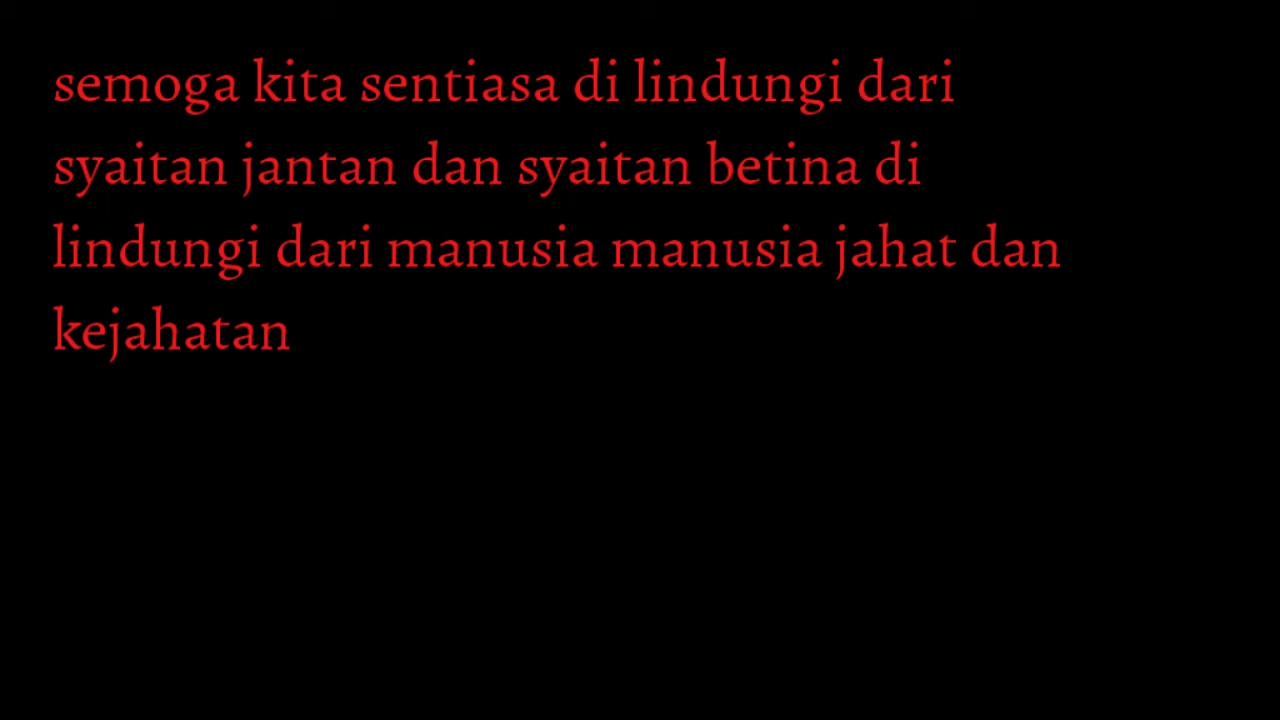 semoga kita sentiasa di lindungi dari
syaitan jantan dan syaitan betina di
lindungi dari manusia manusia jahat dan
kejahatan